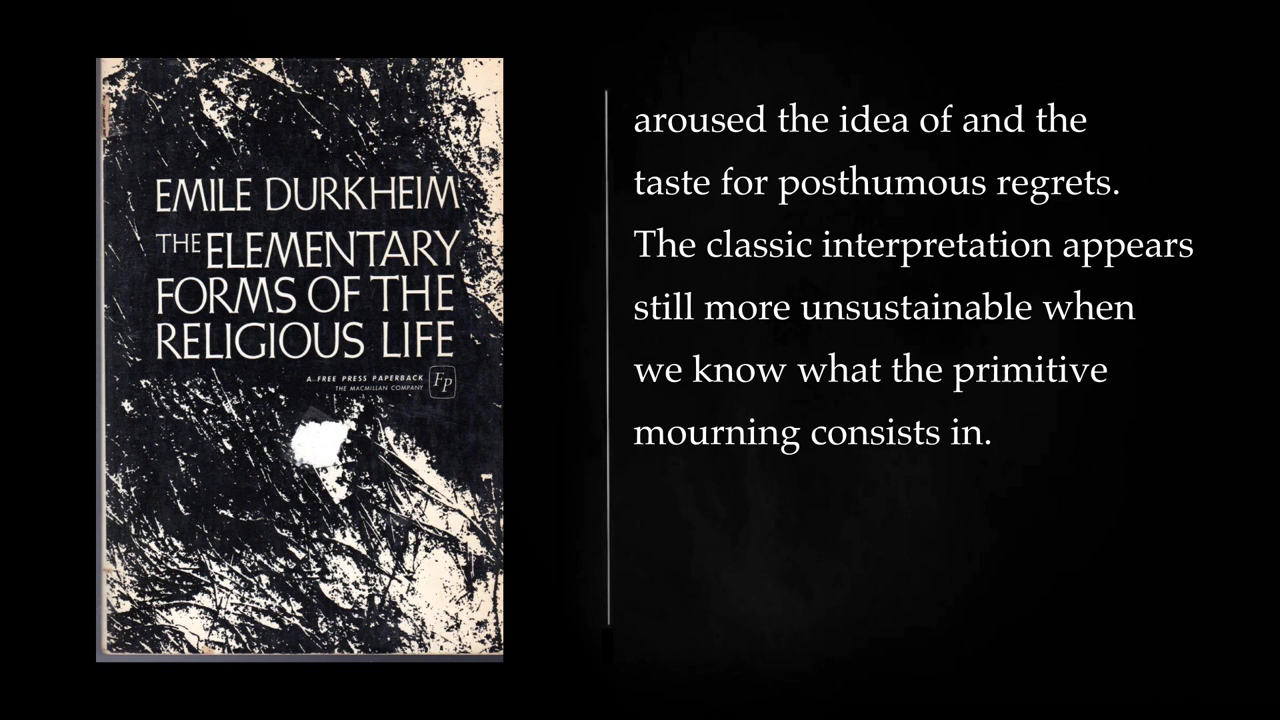 EMILE DURKHEIM
THE ELEMENTARY
FORMS OF THE
RELIGIOUS LIFE
A FREE PRESS PAPERBACK
THE MACMILLAN COMPANY
Fp
aroused the idea of and the
taste for posthumous regrets.
The classic interpretation appears
still more unsustainable when
we know what the primitive
mourning consists in.